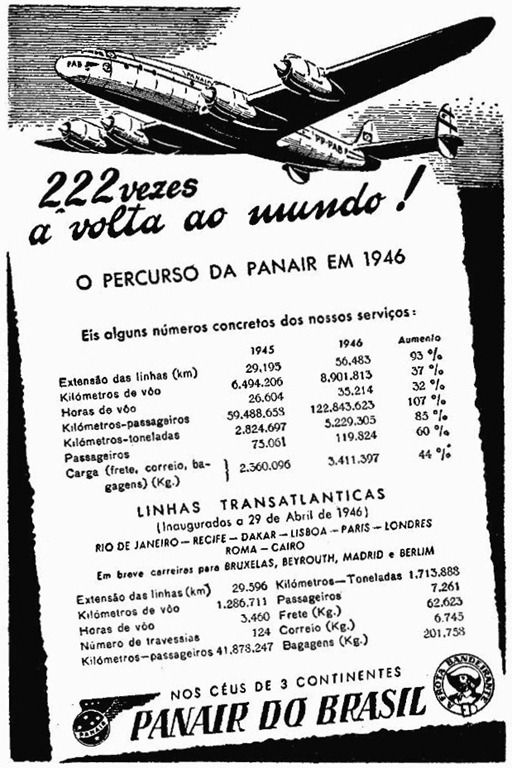 PAB
PANAIR
PP-PAB
222 vezes
a volta ao mundo!
O PERCURSO DA PANAIR EM 1946
Eis alguns números concretos dos nossos serviços:
1945 1946 Aumento
Extensão das linhas (km) 29.195 56.483 93 %
Kilómetros de vôo 6.494.206 8.901.813 37 %
Horas de vôo 26.604 35.214 32 %
Kilómetros-passageiros 59.488.653 122.843.623 107 %
Kilómetros-toneladas 2.824.697 5.229.305 85 %
Passageiros 75.061 119.824 60 %
Carga (frete, correio, ba-
gagens) (Kg.) } 2.360.096 3.411.397 44 %
LINHAS TRANSATLANTICAS
(Inauguradas a 29 de Abril de 1946)
RIO DE JANEIRO — RECIFE — DAKAR — LISBOA — PARIS — LONDRES
ROMA — CAIRO
Em breve carreiras para BRUXELAS, BEYROUTH, MADRID e BERLIM
Extensão das linhas (km) 29.596 Kilómetros—Toneladas 1.713.888
Kilómetros de vôo 1.286.711 Passageiros 7.261
Horas de vôo 3.460 Frete (Kg.) 62.623
Número de travessias 124 Correio (Kg.) 6.745
Kilómetros—passageiros 41.878.247 Bagagens (Kg.) 201.758
NOS CÉUS DE 3 CONTINENTES
PANAIR DO BRASIL
PANAIR
A FROTA BANDEIRANTE